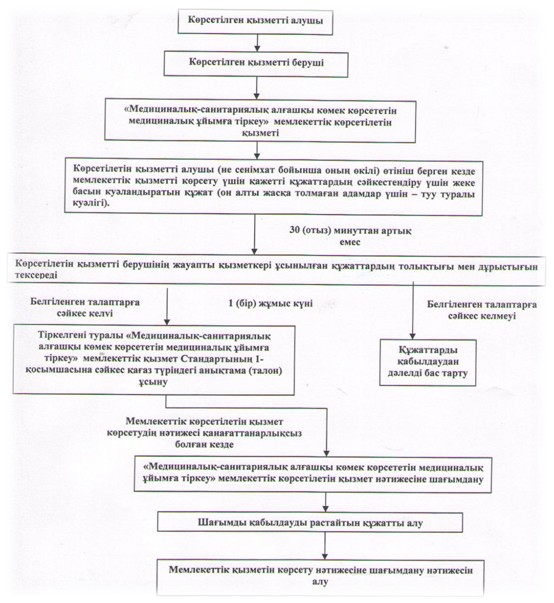 Көрсетілген қызметті алушы
Көрсетілген қызметті беруші
«Медициналық-санитариялық алғашқы көмек көрсететін
медициналық ұйымға тіркеу» мемлекеттік көрсетілетін
қызметі
Көрсетілетін қызметті алушы (не сенімхат бойынша оның өкілі) өтініш берген кезде
мемлекеттік қызметті көрсету үшін қажетті құжаттардың сәйкестендіру үшін жеке
басын куәландыратын құжат (он алты жасқа толмаған адамдар үшін – туу туралы
куәлігі).
30 (отыз) минуттан артық
емес
Көрсетілетін қызметті берушінің жауапты қызметкері ұсынылған құжаттардың толықтығы мен дұрыстығын
тексереді
Белгіленген талаптарға
сәйкес келуі
1 (бір) жұмыс күні
Белгіленген талаптарға
сәйкес келмеуі
Тіркелгені туралы «Медициналық-санитариялық
алғашқы көмек көрсететін медициналық ұйымға
тіркеу» мемлекеттік қызмет Стандартының 1-
қосымшасына сәйкес қағаз түріндегі анықтама (талон)
ұсыну
Құжаттарды
қабылдаудан
дәлелді бас тарту
Мемлекеттік көрсетілетін қызмет
көрсетудің нәтижесі қанағаттанарлықсыз
болған кезде
«Медициналық-санитариялық алғашқы көмек көрсететін медициналық
ұйымға тіркеу» мемлекеттік көрсетілетін қызмет нәтижесіне шағымдану
Шағымды қабылдауды растайтын құжатты алу
Мемлекеттік қызметін көрсету нәтижесіне шағымдану нәтижесін
алу